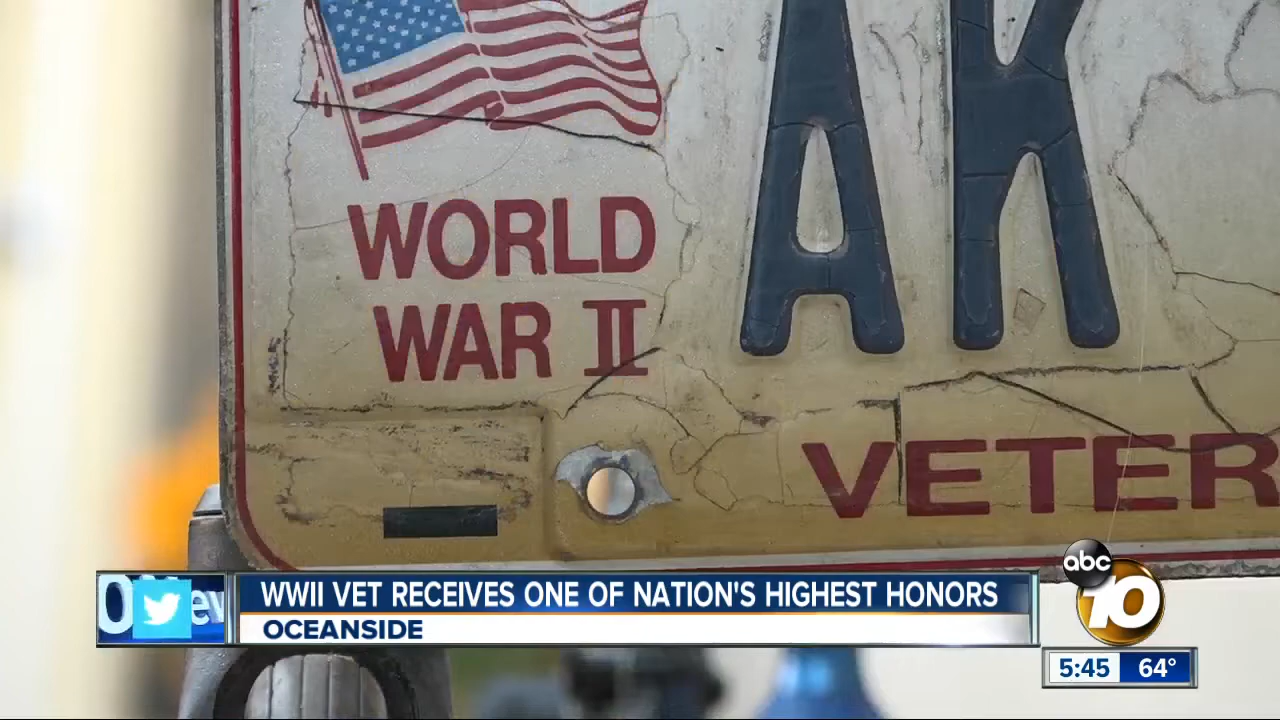 AK
WORLD
WAR II
VETER
WWII VET RECEIVES ONE OF NATION'S HIGHEST HONORS
OCEANSIDE
abc
10
5:45 64°